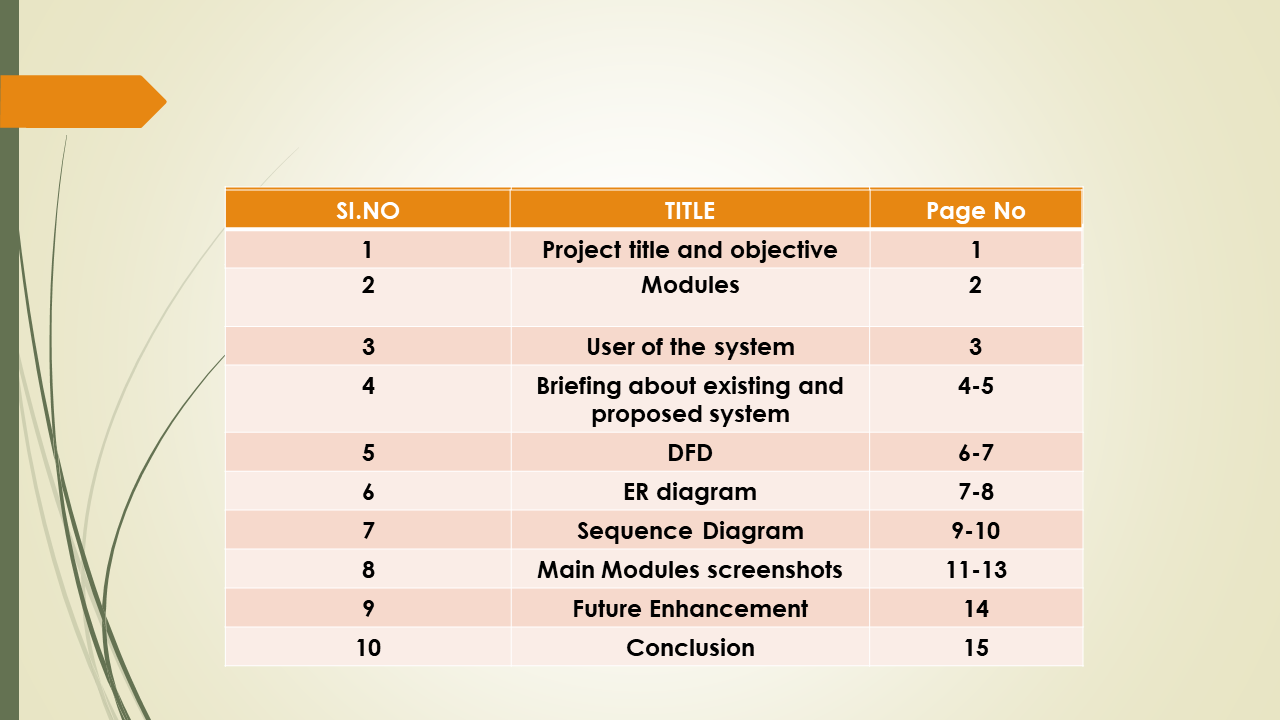 SI.NO TITLE Page No
1 Project title and objective 1
2 Modules 2
3 User of the system 3
4 Briefing about existing and 4-5
proposed system
5 DFD 6-7
6 ER diagram 7-8
7 Sequence Diagram 9-10
8 Main Modules screenshots 11-13
9 Future Enhancement 14
10 Conclusion 15